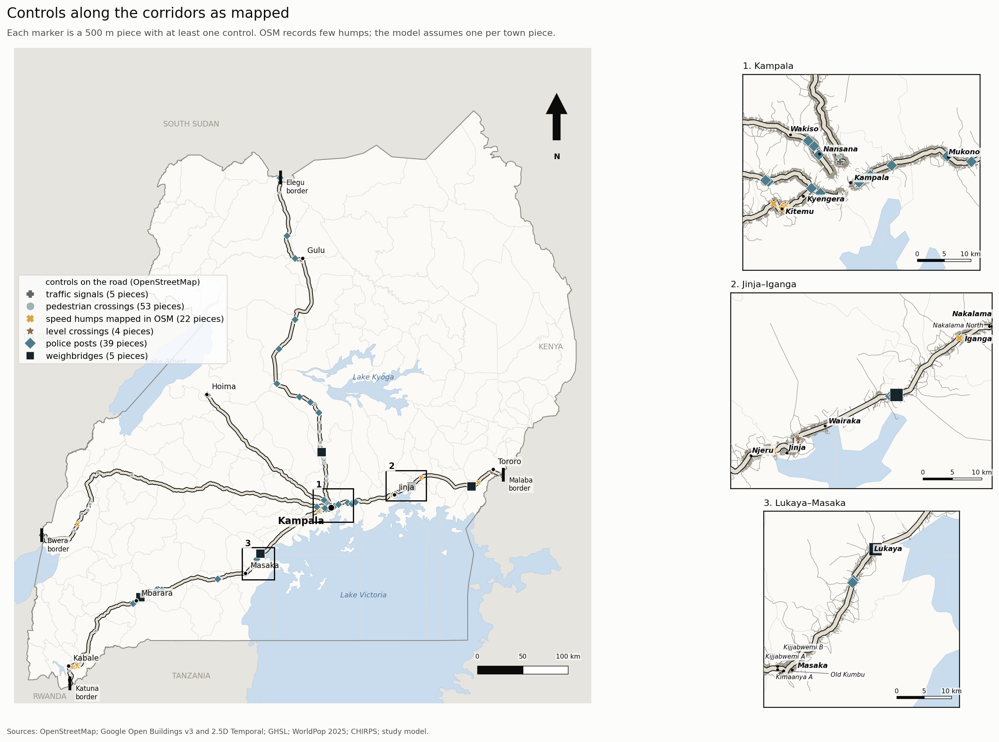 Controls along the corridors as mapped
Each marker is a 500 m piece with at least one control. OSM records few humps; the model assumes one per town piece.
SOUTH SUDAN
N
Elegu
border
Gulu
controls on the road (OpenStreetMap)
traffic signals (5 pieces)
pedestrian crossings (53 pieces)
speed humps mapped in OSM (22 pieces)
level crossings (4 pieces)
police posts (39 pieces)
weighbridges (5 pieces)
DR CONGO
Lake Albert
KENYA
Lake Kyoga
Hoima
Tororo
Malaba
border
2
Jinja
1
Kampala
Bwera
border
3
Masaka
Mbarara
Lake Victoria
Kabale
Katuna
border
TANZANIA
RWANDA
0 50 100 km
1. Kampala
Wakiso
Nansana
Mukono
Kampala
Kyengera
Kitemu
0 5 10 km
2. Jinja–Iganga
Nakalama
Nakalama North
Iganga
Wairaka
Njeru
Jinja
0 5 10 km
3. Lukaya–Masaka
Lukaya
Kijjabwemi B
Kijjabwemi A
Masaka
Old Kumbu
Kimaanya A
0 5 10 km
Sources: OpenStreetMap; Google Open Buildings v3 and 2.5D Temporal; GHSL; WorldPop 2025; CHIRPS; study model.